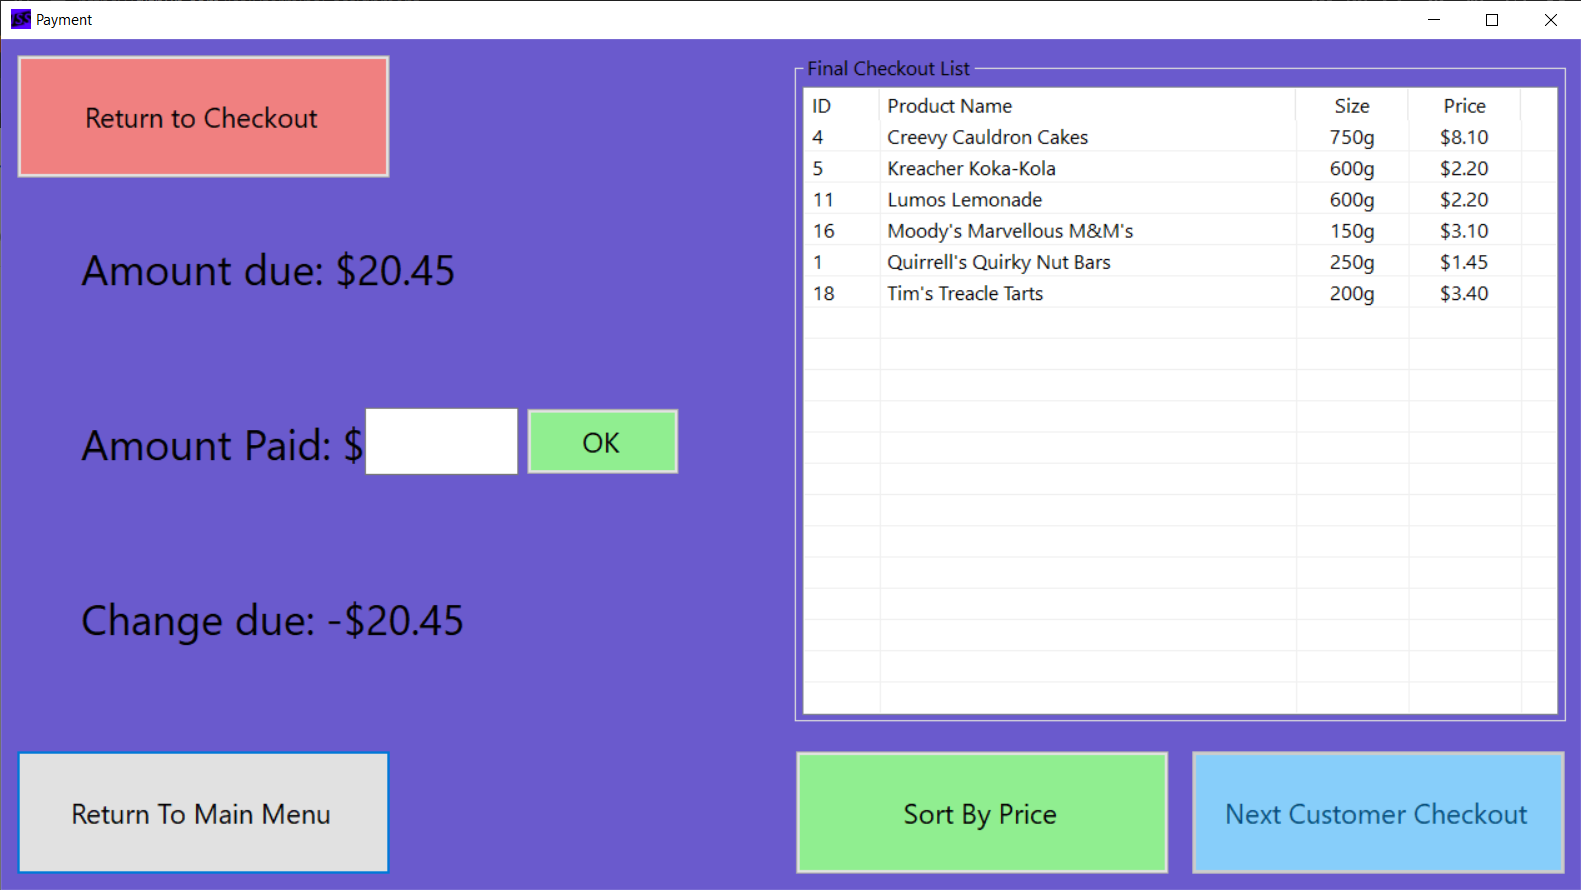 Payment
Return to Checkout
Amount due: $20.45
Amount Paid: $
OK
Change due: -$20.45
Return To Main Menu
Final Checkout List
ID Product Name Size Price
4 Creevy Cauldron Cakes 750g $8.10
5 Kreacher Koka-Kola 600g $2.20
11 Lumos Lemonade 600g $2.20
16 Moody's Marvellous M&M's 150g $3.10
1 Quirrell's Quirky Nut Bars 250g $1.45
18 Tim's Treacle Tarts 200g $3.40
Sort By Price
Next Customer Checkout